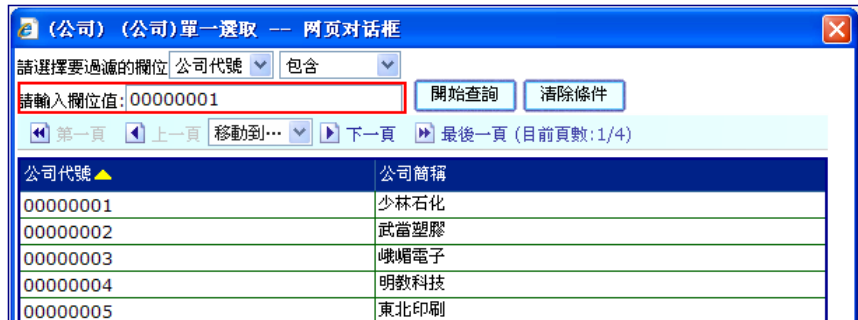 (公司) (公司)單一選取 -- 网页对话框
請選擇要過濾的欄位 公司代號 包含
請輸入欄位值: 00000001 開始查詢 清除條件
第一頁 上一頁 移動到… 下一頁 最後一頁 (目前頁數:1/4)
公司代號 公司簡稱
00000001 少林石化
00000002 武當塑膠
00000003 峨嵋電子
00000004 明教科技
00000005 東北印刷